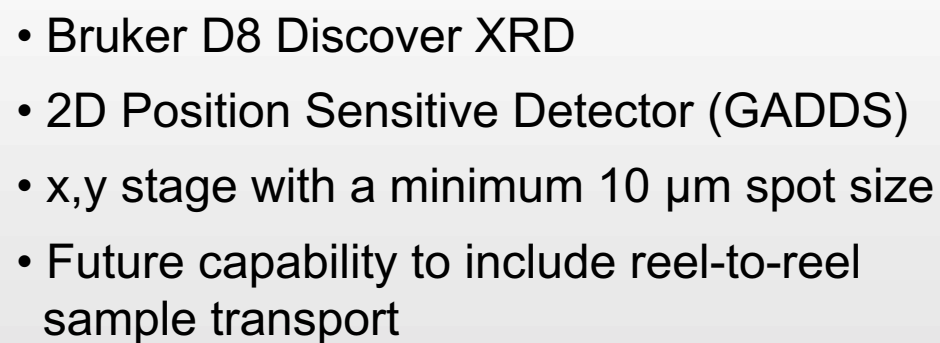 • Bruker D8 Discover XRD
• 2D Position Sensitive Detector (GADDS)
• x,y stage with a minimum 10 µm spot size
• Future capability to include reel-to-reel
sample transport